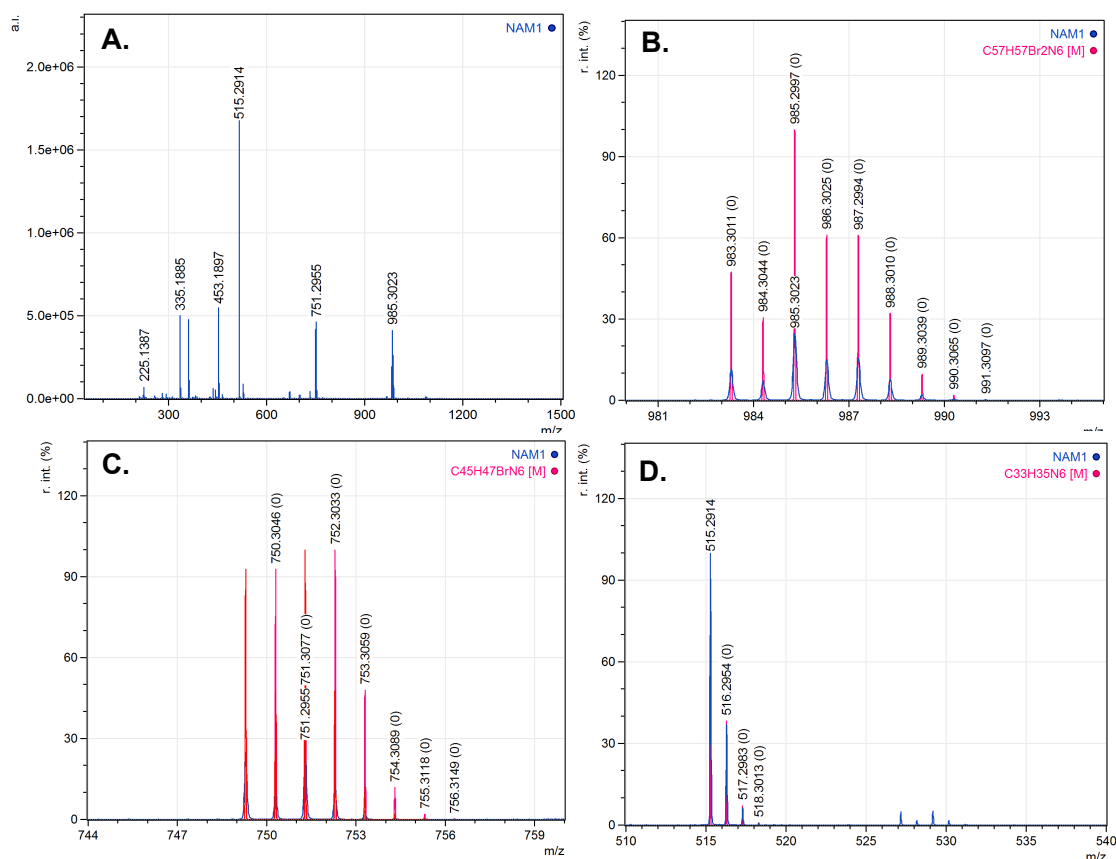 A.
a.i.
NAM1
2.0e+06
1.5e+06
1.0e+06
5.0e+05
0.0e+00
225.1387
335.1885
453.1897
515.2914
751.2955
985.3023
300
600
900
1200
1500
m/z
B.
r. int. (%)
NAM1
C57H57Br2N6 [M]
120
90
60
30
0
983.3011 (0)
984.3044 (0)
985.2997 (0)
985.3023
986.3025 (0)
987.2994 (0)
988.3010 (0)
989.3039 (0)
990.3065 (0)
991.3097 (0)
981
984
987
990
993
m/z
C.
r. int. (%)
NAM1
C45H47BrN6 [M]
120
90
60
30
0
750.3046 (0)
751.2955
751.3077 (0)
752.3033 (0)
753.3059 (0)
754.3089 (0)
755.3118 (0)
756.3149 (0)
744
747
750
753
756
759
m/z
D.
r. int. (%)
NAM1
C33H35N6 [M]
120
90
60
30
0
515.2914
516.2954 (0)
517.2983 (0)
518.3013 (0)
510
515
520
525
530
535
540
m/z